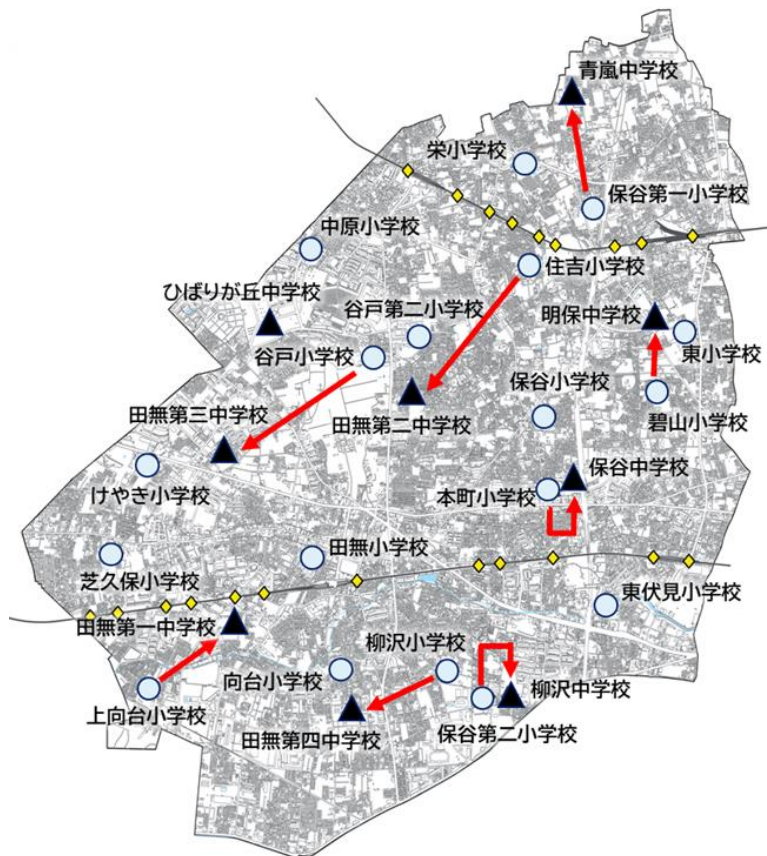 青嵐中学校
栄小学校
保谷第一小学校
中原小学校
住吉小学校
ひばりが丘中学校
谷戸第二小学校
明保中学校
東小学校
谷戸小学校
保谷小学校
碧山小学校
田無第三中学校
田無第二中学校
保谷中学校
けやき小学校
本町小学校
田無小学校
芝久保小学校
東伏見小学校
田無第一中学校
柳沢小学校
向台小学校
柳沢中学校
上向台小学校
田無第四中学校
保谷第二小学校